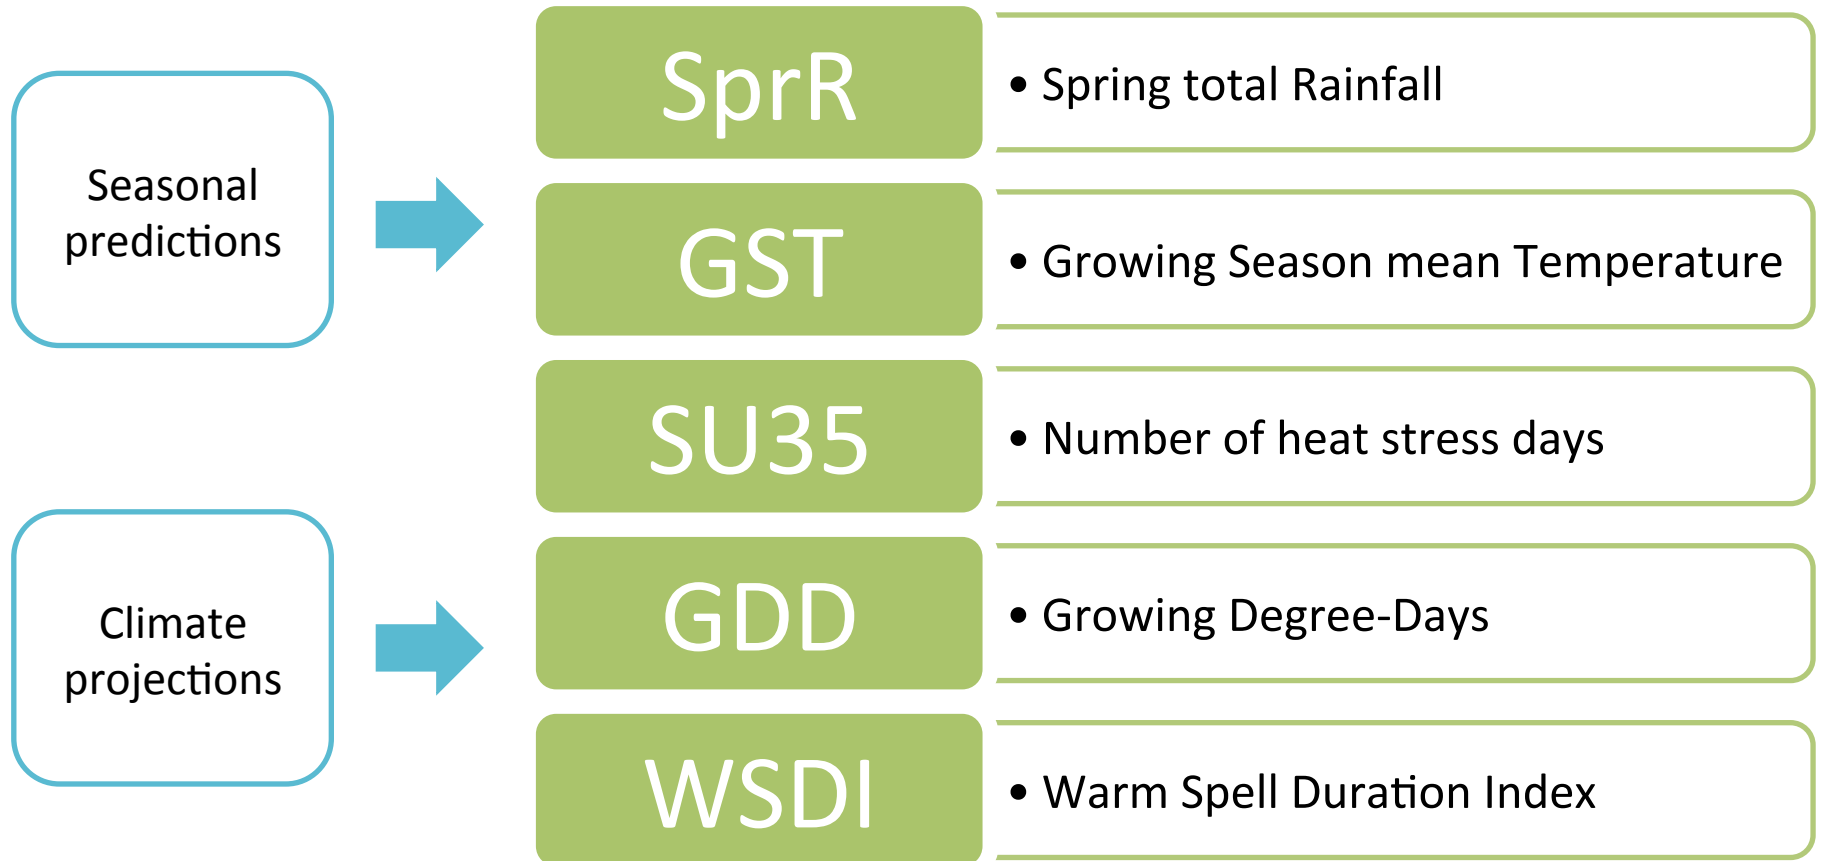 Seasonal
predictions
SprR
• Spring total Rainfall
GST
• Growing Season mean Temperature
SU35
• Number of heat stress days
Climate
projections
GDD
• Growing Degree-Days
WSDI
• Warm Spell Duration Index